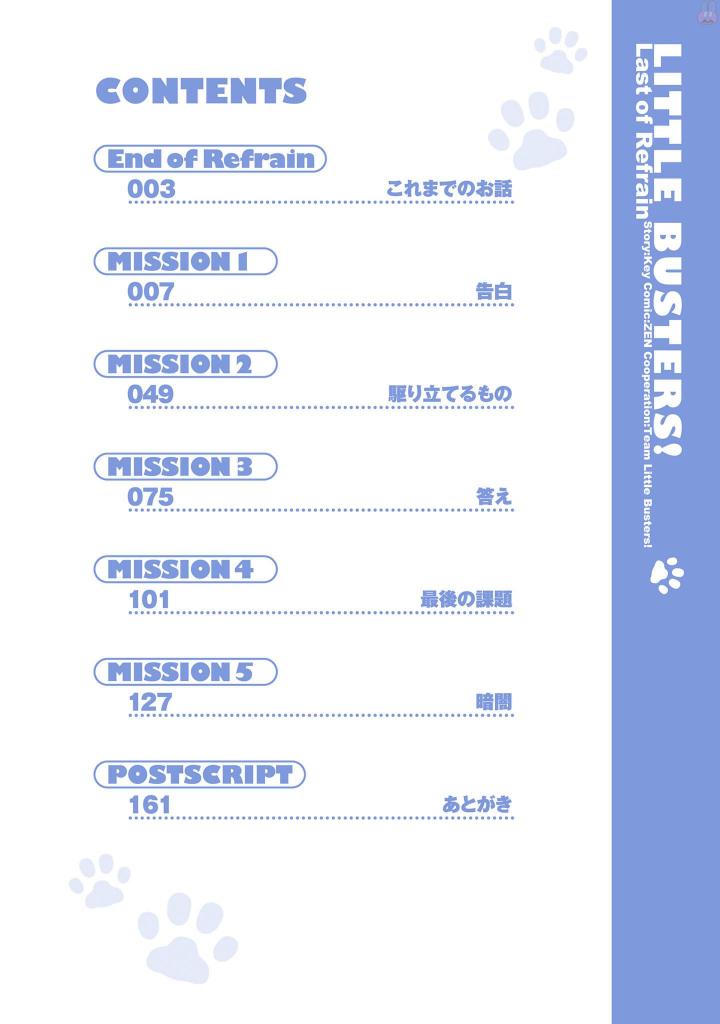 CONTENTS
End of Refrain
003 これまでのお話
MISSION 1
007 告白
MISSION 2
049 駆り立てるもの
MISSION 3
075 答え
MISSION 4
101 最後の課題
MISSION 5
127 暗闇
POSTSCRIPT
161 あとがき
LITTLE BUSTERS!
Last of Refrain
Story:Key Comic:ZEN Cooperation:Team Little Busters!